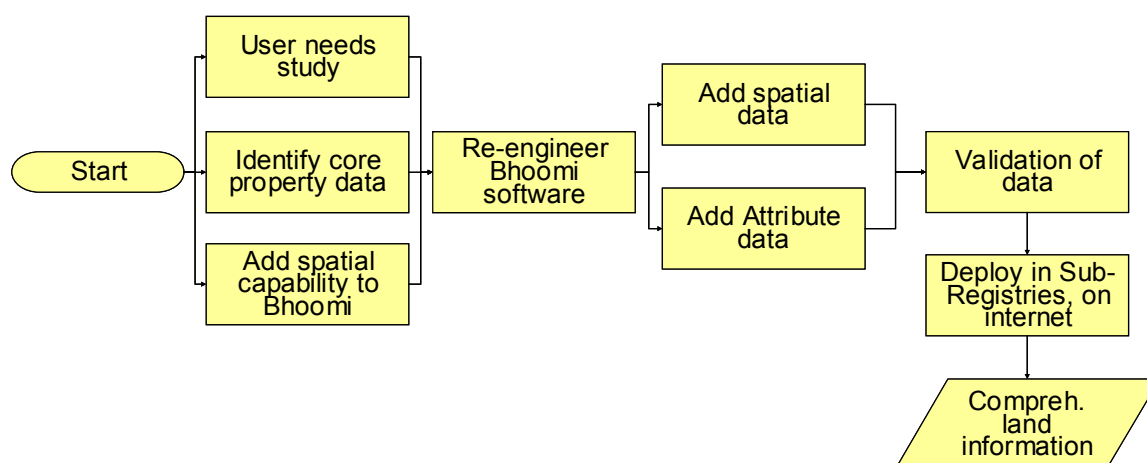 Start
User needs
study
Identify core
property data
Add spatial
capability to
Bhoomi
Re-engineer
Bhoomi
software
Add spatial
data
Add Attribute
data
Validation of
data
Deploy in Sub-
Registries, on
internet
Compreh.
land
information